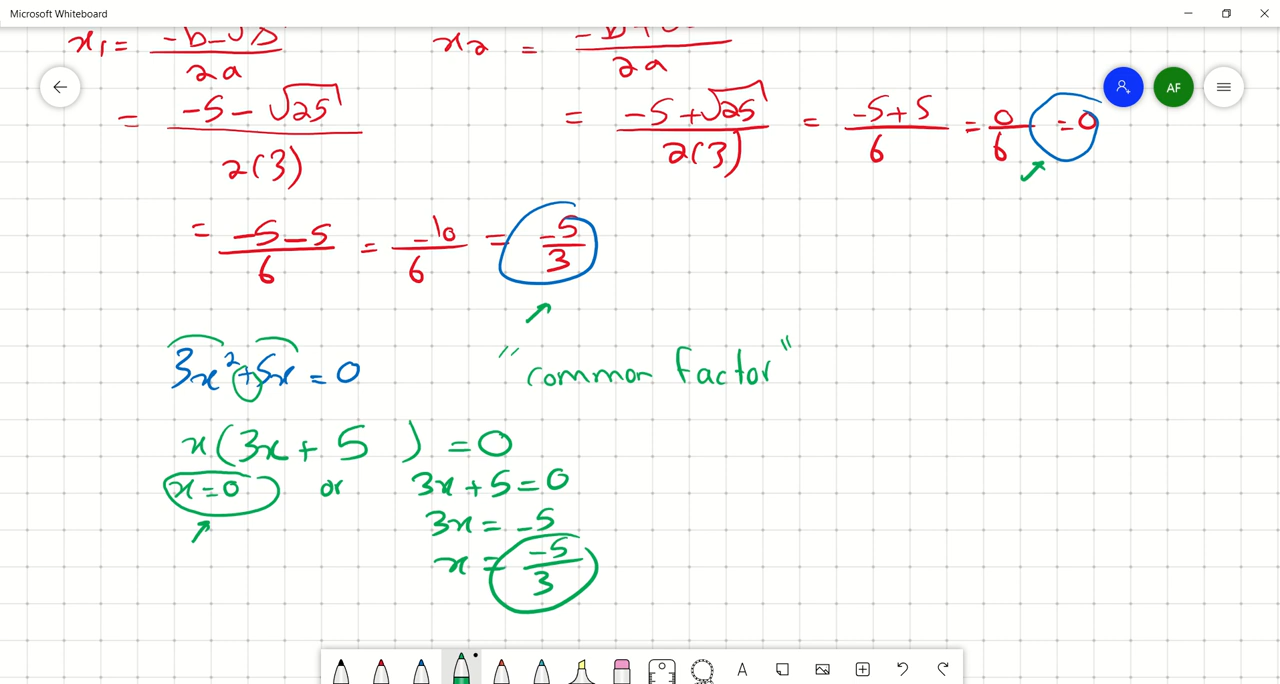 Microsoft Whiteboard
x₁ = (-b-√Δ)/2a
x₂ = (-b+√Δ)/2a
AF
= (-5-√25)/2(3)
= (-5+√25)/2(3) = (-5+5)/6 = 0/6 = 0
= (-5-5)/6 = -10/6 = -5/3
3x²+5x=0
"common factor"
x(3x+5)=0
x=0 or 3x+5=0
3x=-5
x=-5/3
A